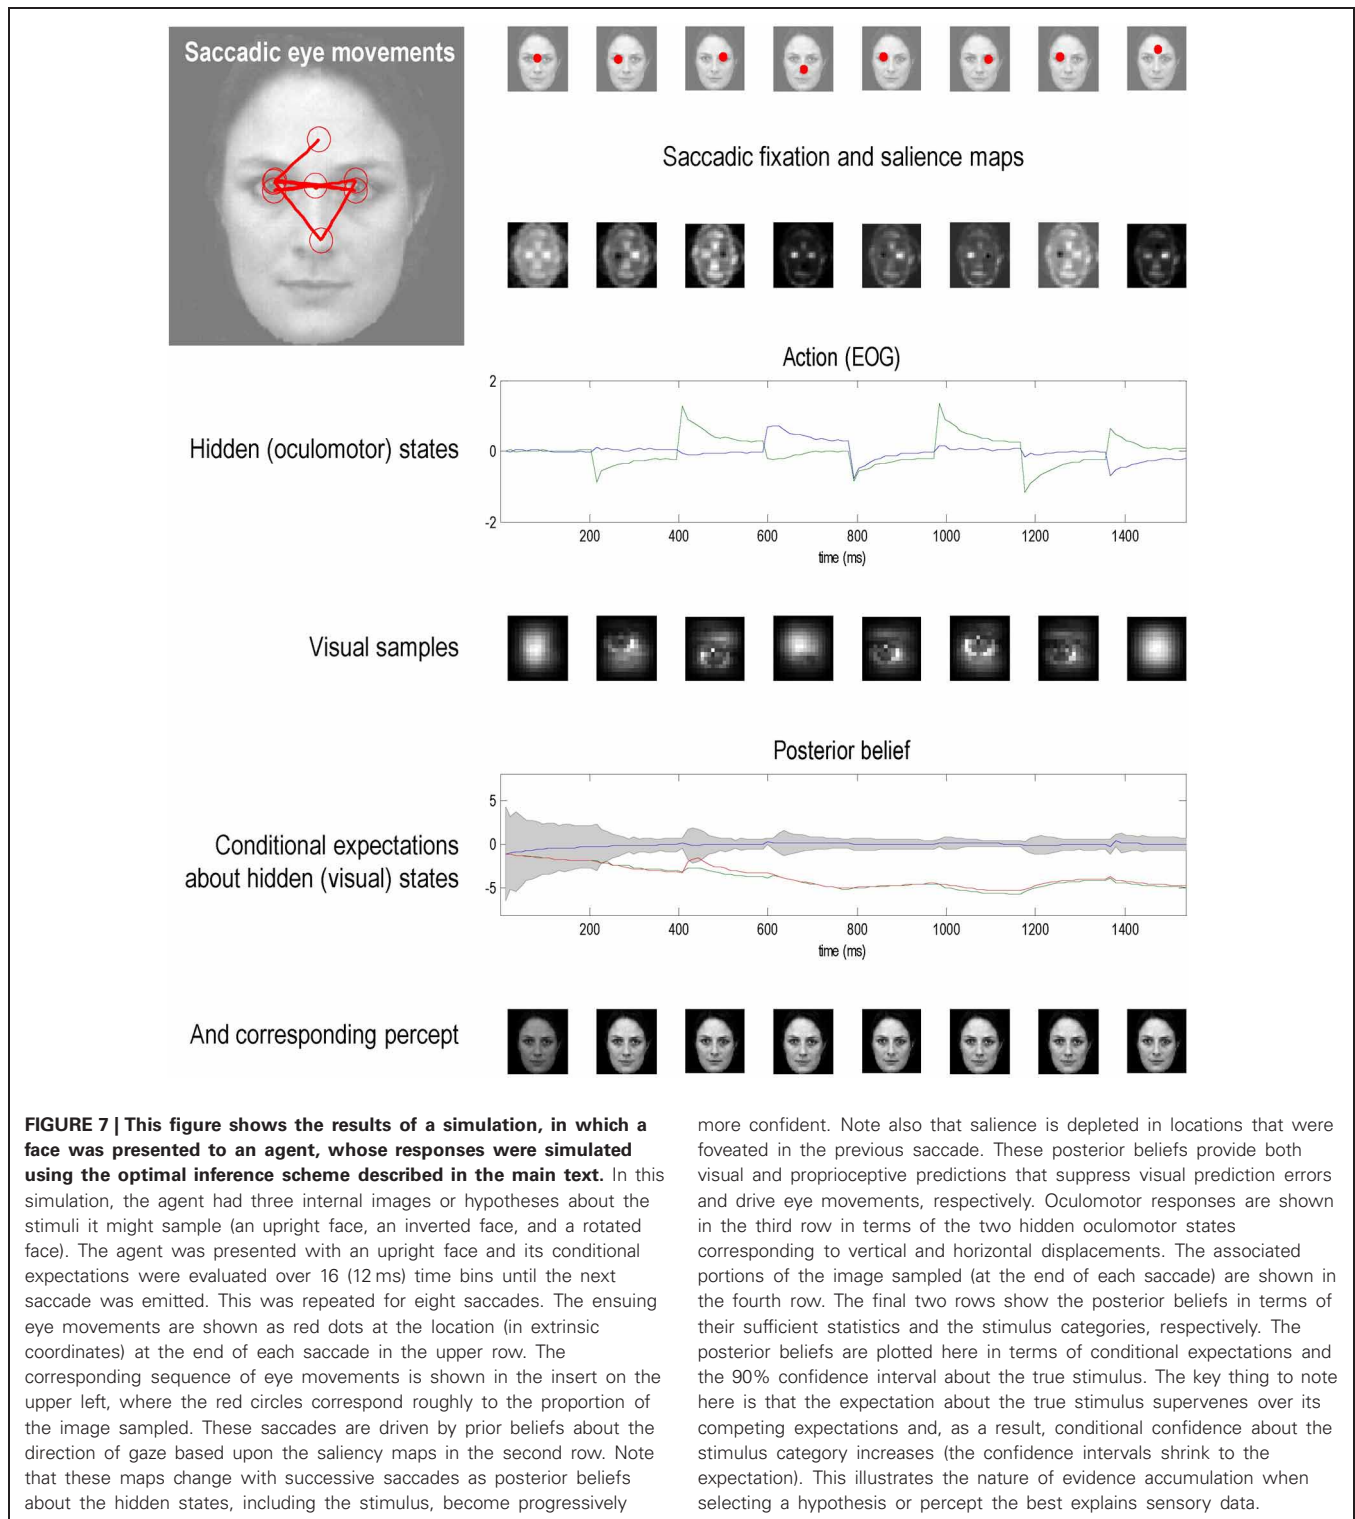 Saccadic eye movements
Saccadic fixation and salience maps
Action (EOG)
Hidden (oculomotor) states
2
0
-2
200 400 600 800 1000 1200 1400
time (ms)
Visual samples
Posterior belief
Conditional expectations
about hidden (visual) states
5
0
-5
200 400 600 800 1000 1200 1400
time (ms)
And corresponding percept
FIGURE 7 | This figure shows the results of a simulation, in which a
face was presented to an agent, whose responses were simulated
using the optimal inference scheme described in the main text. In this
simulation, the agent had three internal images or hypotheses about the
stimuli it might sample (an upright face, an inverted face, and a rotated
face). The agent was presented with an upright face and its conditional
expectations were evaluated over 16 (12 ms) time bins until the next
saccade was emitted. This was repeated for eight saccades. The ensuing
eye movements are shown as red dots at the location (in extrinsic
coordinates) at the end of each saccade in the upper row. The
corresponding sequence of eye movements is shown in the insert on the
upper left, where the red circles correspond roughly to the proportion of
the image sampled. These saccades are driven by prior beliefs about the
direction of gaze based upon the saliency maps in the second row. Note
that these maps change with successive saccades as posterior beliefs
about the hidden states, including the stimulus, become progressively
more confident. Note also that salience is depleted in locations that were
foveated in the previous saccade. These posterior beliefs provide both
visual and proprioceptive predictions that suppress visual prediction errors
and drive eye movements, respectively. Oculomotor responses are shown
in the third row in terms of the two hidden oculomotor states
corresponding to vertical and horizontal displacements. The associated
portions of the image sampled (at the end of each saccade) are shown in
the fourth row. The final two rows show the posterior beliefs in terms of
their sufficient statistics and the stimulus categories, respectively. The
posterior beliefs are plotted here in terms of conditional expectations and
the 90% confidence interval about the true stimulus. The key thing to note
here is that the expectation about the true stimulus supervenes over its
competing expectations and, as a result, conditional confidence about the
stimulus category increases (the confidence intervals shrink to the
expectation). This illustrates the nature of evidence accumulation when
selecting a hypothesis or percept the best explains sensory data.